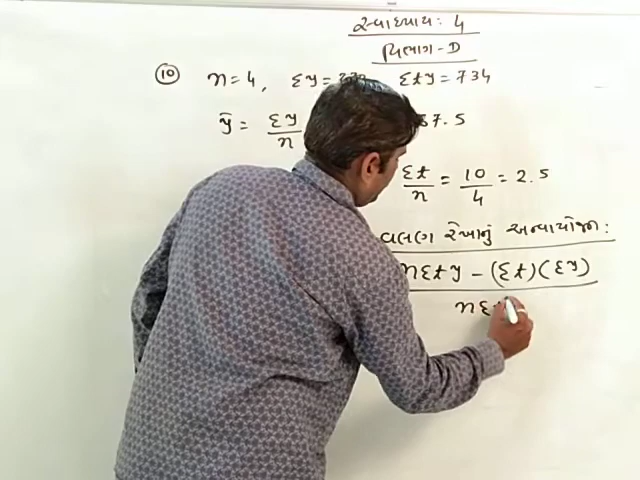 સ્વાધ્યાય: 4
વિભાગ - D
(10) n = 4, Σy = Σty = 734
ȳ = Σy/n 7.5
Σt/n = 10/4 = 2.5
વલણ રેખાનું અન્વાયોજન :
nΣty - (Σt)(Σy)
nΣ